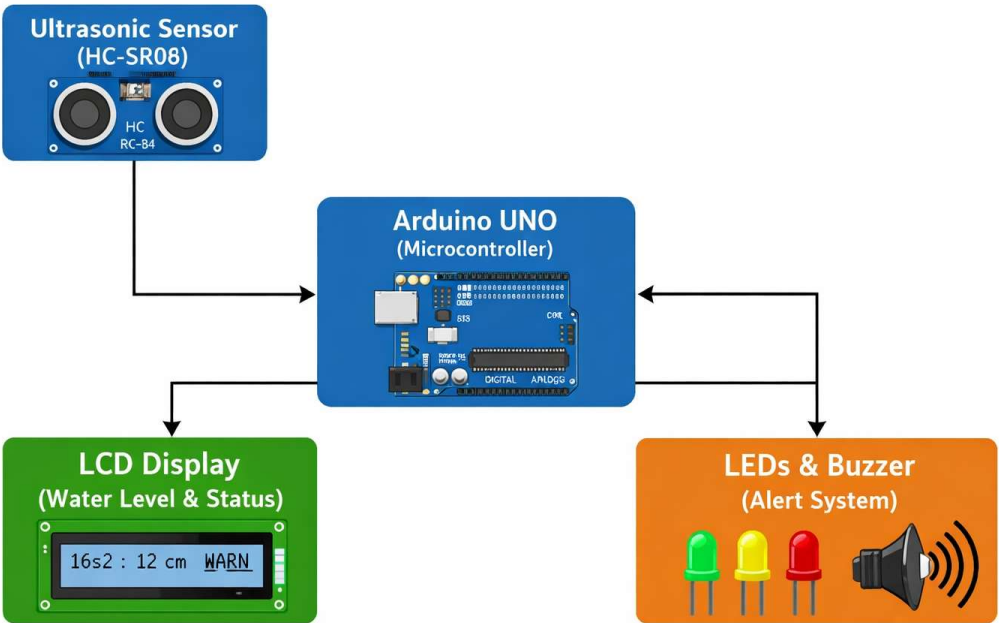 Ultrasonic Sensor
(HC-SR08)
HC
RC-B4
Arduino UNO
(Microcontroller)
DIGITAL
LCD Display
(Water Level & Status)
16s2 : 12 cm WARN
LEDs & Buzzer
(Alert System)